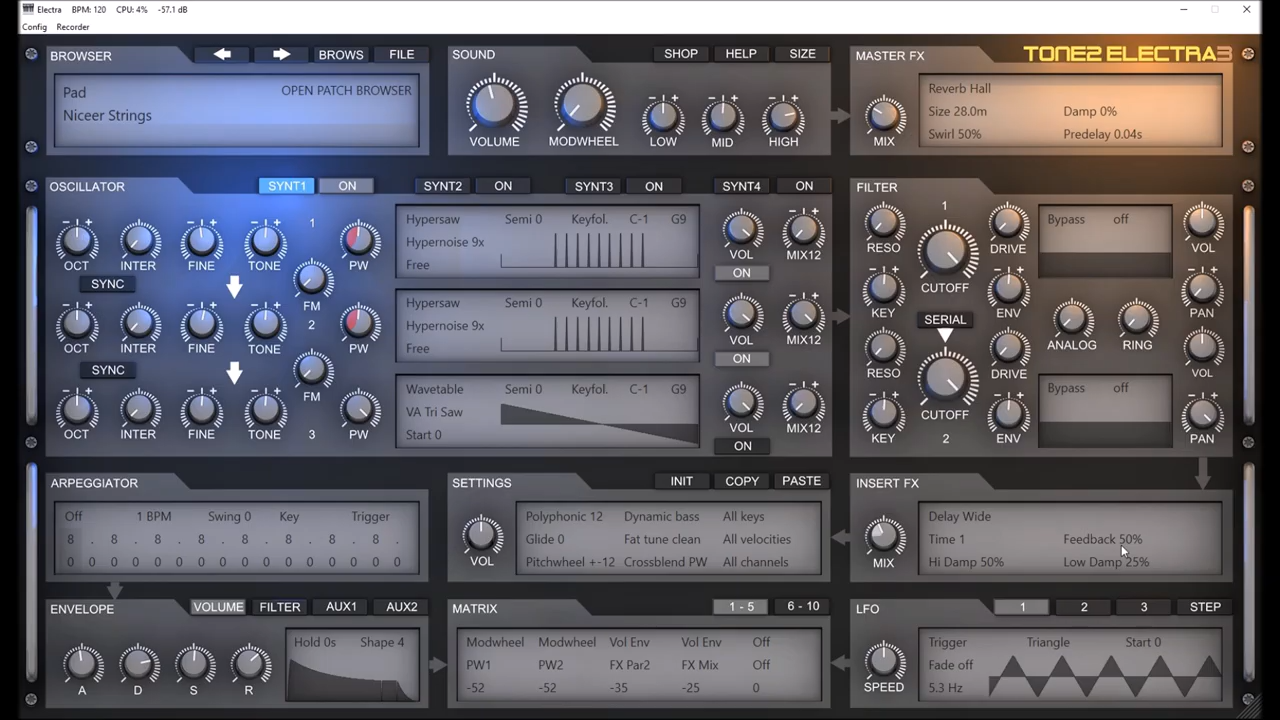 Electra BPM: 120 CPU: 4% -57.1 dB
Config Recorder
BROWSER BROWS FILE
Pad OPEN PATCH BROWSER
Niceer Strings
SOUND SHOP HELP SIZE
VOLUME MODWHEEL LOW MID HIGH
MASTER FX TONE2 ELECTRA3
MIX
Reverb Hall
Size 28.0m Damp 0%
Swirl 50% Predelay 0.04s
OSCILLATOR SYNT1 ON SYNT2 ON SYNT3 ON SYNT4 ON
1
OCT INTER FINE TONE PW
SYNC
FM
Hypersaw Semi 0 Keyfol. C-1 G9
Hypernoise 9x
Free
VOL MIX12
ON
2
OCT INTER FINE TONE PW
SYNC
FM
Hypersaw Semi 0 Keyfol. C-1 G9
Hypernoise 9x
Free
VOL MIX12
ON
OCT INTER FINE TONE 3 PW
Wavetable Semi 0 Keyfol. C-1 G9
VA Tri Saw
Start 0
VOL MIX12
ON
FILTER
1
RESO CUTOFF DRIVE
Bypass off
VOL
KEY SERIAL ENV
ANALOG RING
PAN
RESO CUTOFF DRIVE
VOL
KEY 2 ENV
Bypass off
PAN
ARPEGGIATOR
Off 1 BPM Swing 0 Key Trigger
8 . 8 . 8 . 8 . 8 . 8 . 8 . 8 .
0 0 0 0 0 0 0 0 0 0 0 0 0 0 0 0
SETTINGS INIT COPY PASTE
VOL
Polyphonic 12 Dynamic bass All keys
Glide 0 Fat tune clean All velocities
Pitchwheel +-12 Crossblend PW All channels
INSERT FX
MIX
Delay Wide
Time 1 Feedback 50%
Hi Damp 50% Low Damp 25%
ENVELOPE VOLUME FILTER AUX1 AUX2
A D S R
Hold 0s Shape 4
MATRIX 1 - 5 6 - 10
Modwheel Modwheel Vol Env Vol Env Off
PW1 PW2 FX Par2 FX Mix Off
-52 -52 -35 -25 0
LFO 1 2 3 STEP
SPEED
Trigger Triangle Start 0
Fade off
5.3 Hz